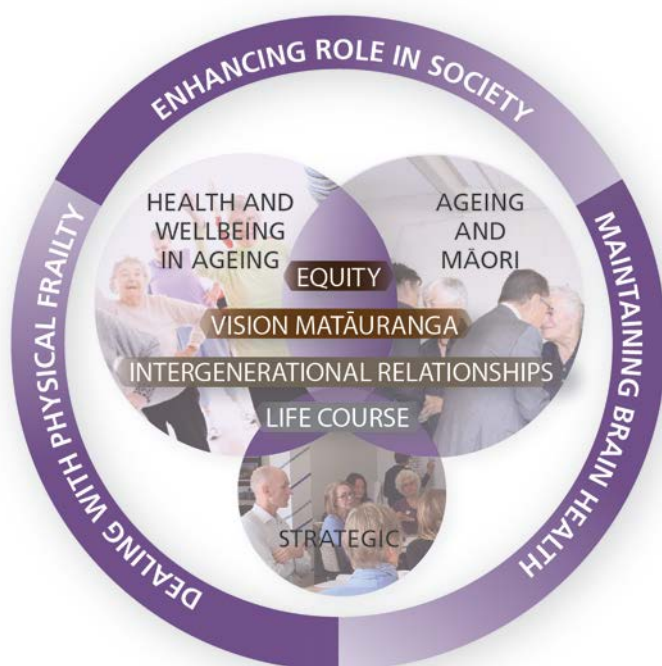 ENHANCING ROLE IN SOCIETY
HEALTH AND
WELLBEING
IN AGEING
AGEING
AND
MĀORI
EQUITY
VISION MATĀURANGA
INTERGENERATIONAL RELATIONSHIPS
LIFE COURSE
STRATEGIC
DEALING WITH PHYSICAL FRAILTY
MAINTAINING BRAIN HEALTH